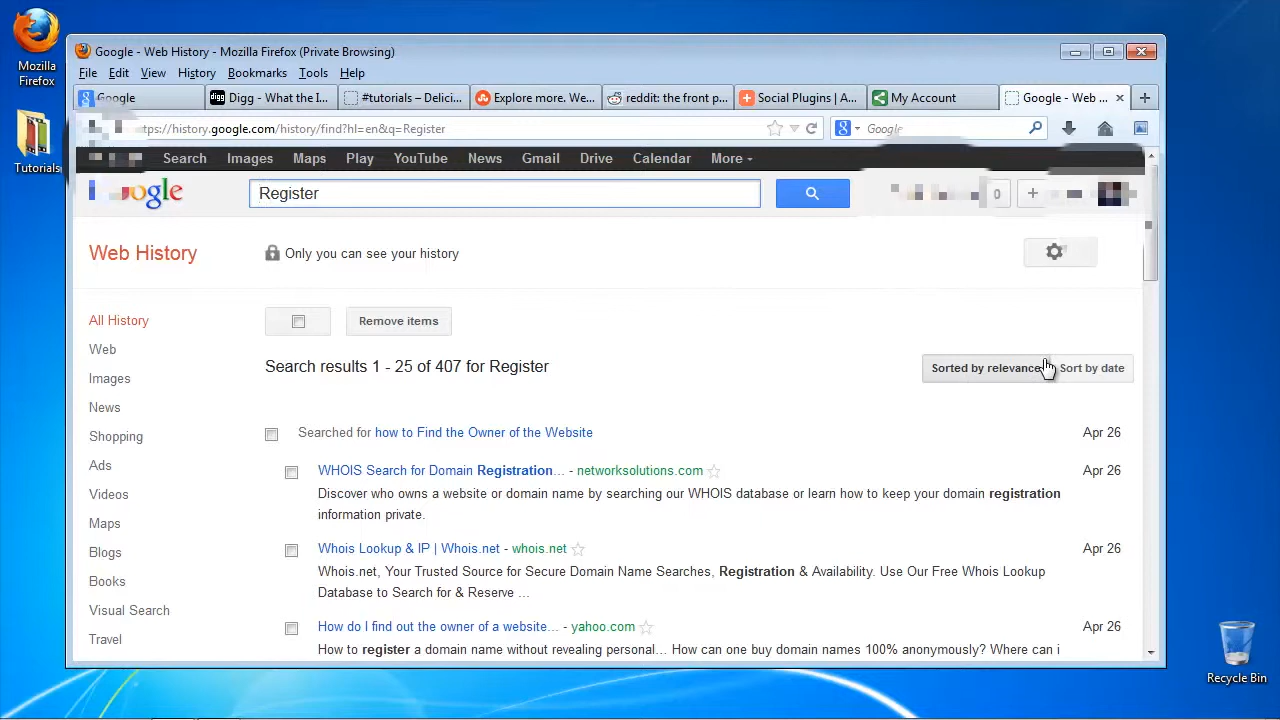 Mozilla Firefox
Tutorials
Google - Web History - Mozilla Firefox (Private Browsing)
File Edit View History Bookmarks Tools Help
Google
Digg - What the I...
#tutorials – Delici...
Explore more. We...
reddit: the front p...
Social Plugins | A...
My Account
Google - Web ...
history.google.com/history/find?hl=en&q=Register
Google
Search Images Maps Play YouTube News Gmail Drive Calendar More
Register
0
Web History
Only you can see your history
All History
Web
Images
News
Shopping
Ads
Videos
Maps
Blogs
Books
Visual Search
Travel
Remove items
Search results 1 - 25 of 407 for Register
Sorted by relevance Sort by date
Searched for how to Find the Owner of the Website Apr 26
WHOIS Search for Domain Registration... - networksolutions.com Apr 26
Discover who owns a website or domain name by searching our WHOIS database or learn how to keep your domain registration
information private.
Whois Lookup & IP | Whois.net - whois.net Apr 26
Whois.net, Your Trusted Source for Secure Domain Name Searches, Registration & Availability. Use Our Free Whois Lookup
Database to Search for & Reserve ...
How do I find out the owner of a website... - yahoo.com Apr 26
How to register a domain name without revealing personal... How can one buy domain names 100% anonymously? Where can i
Recycle Bin